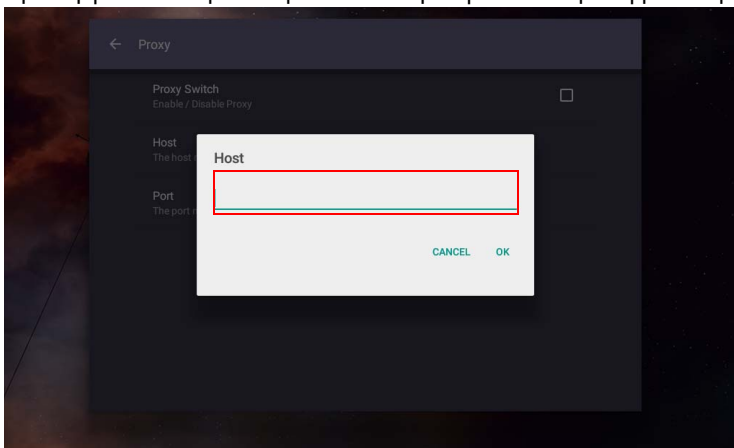 Proxy
Proxy Switch
Enable / Disable Proxy
Host
The host
Host
Port
The port
CANCEL OK